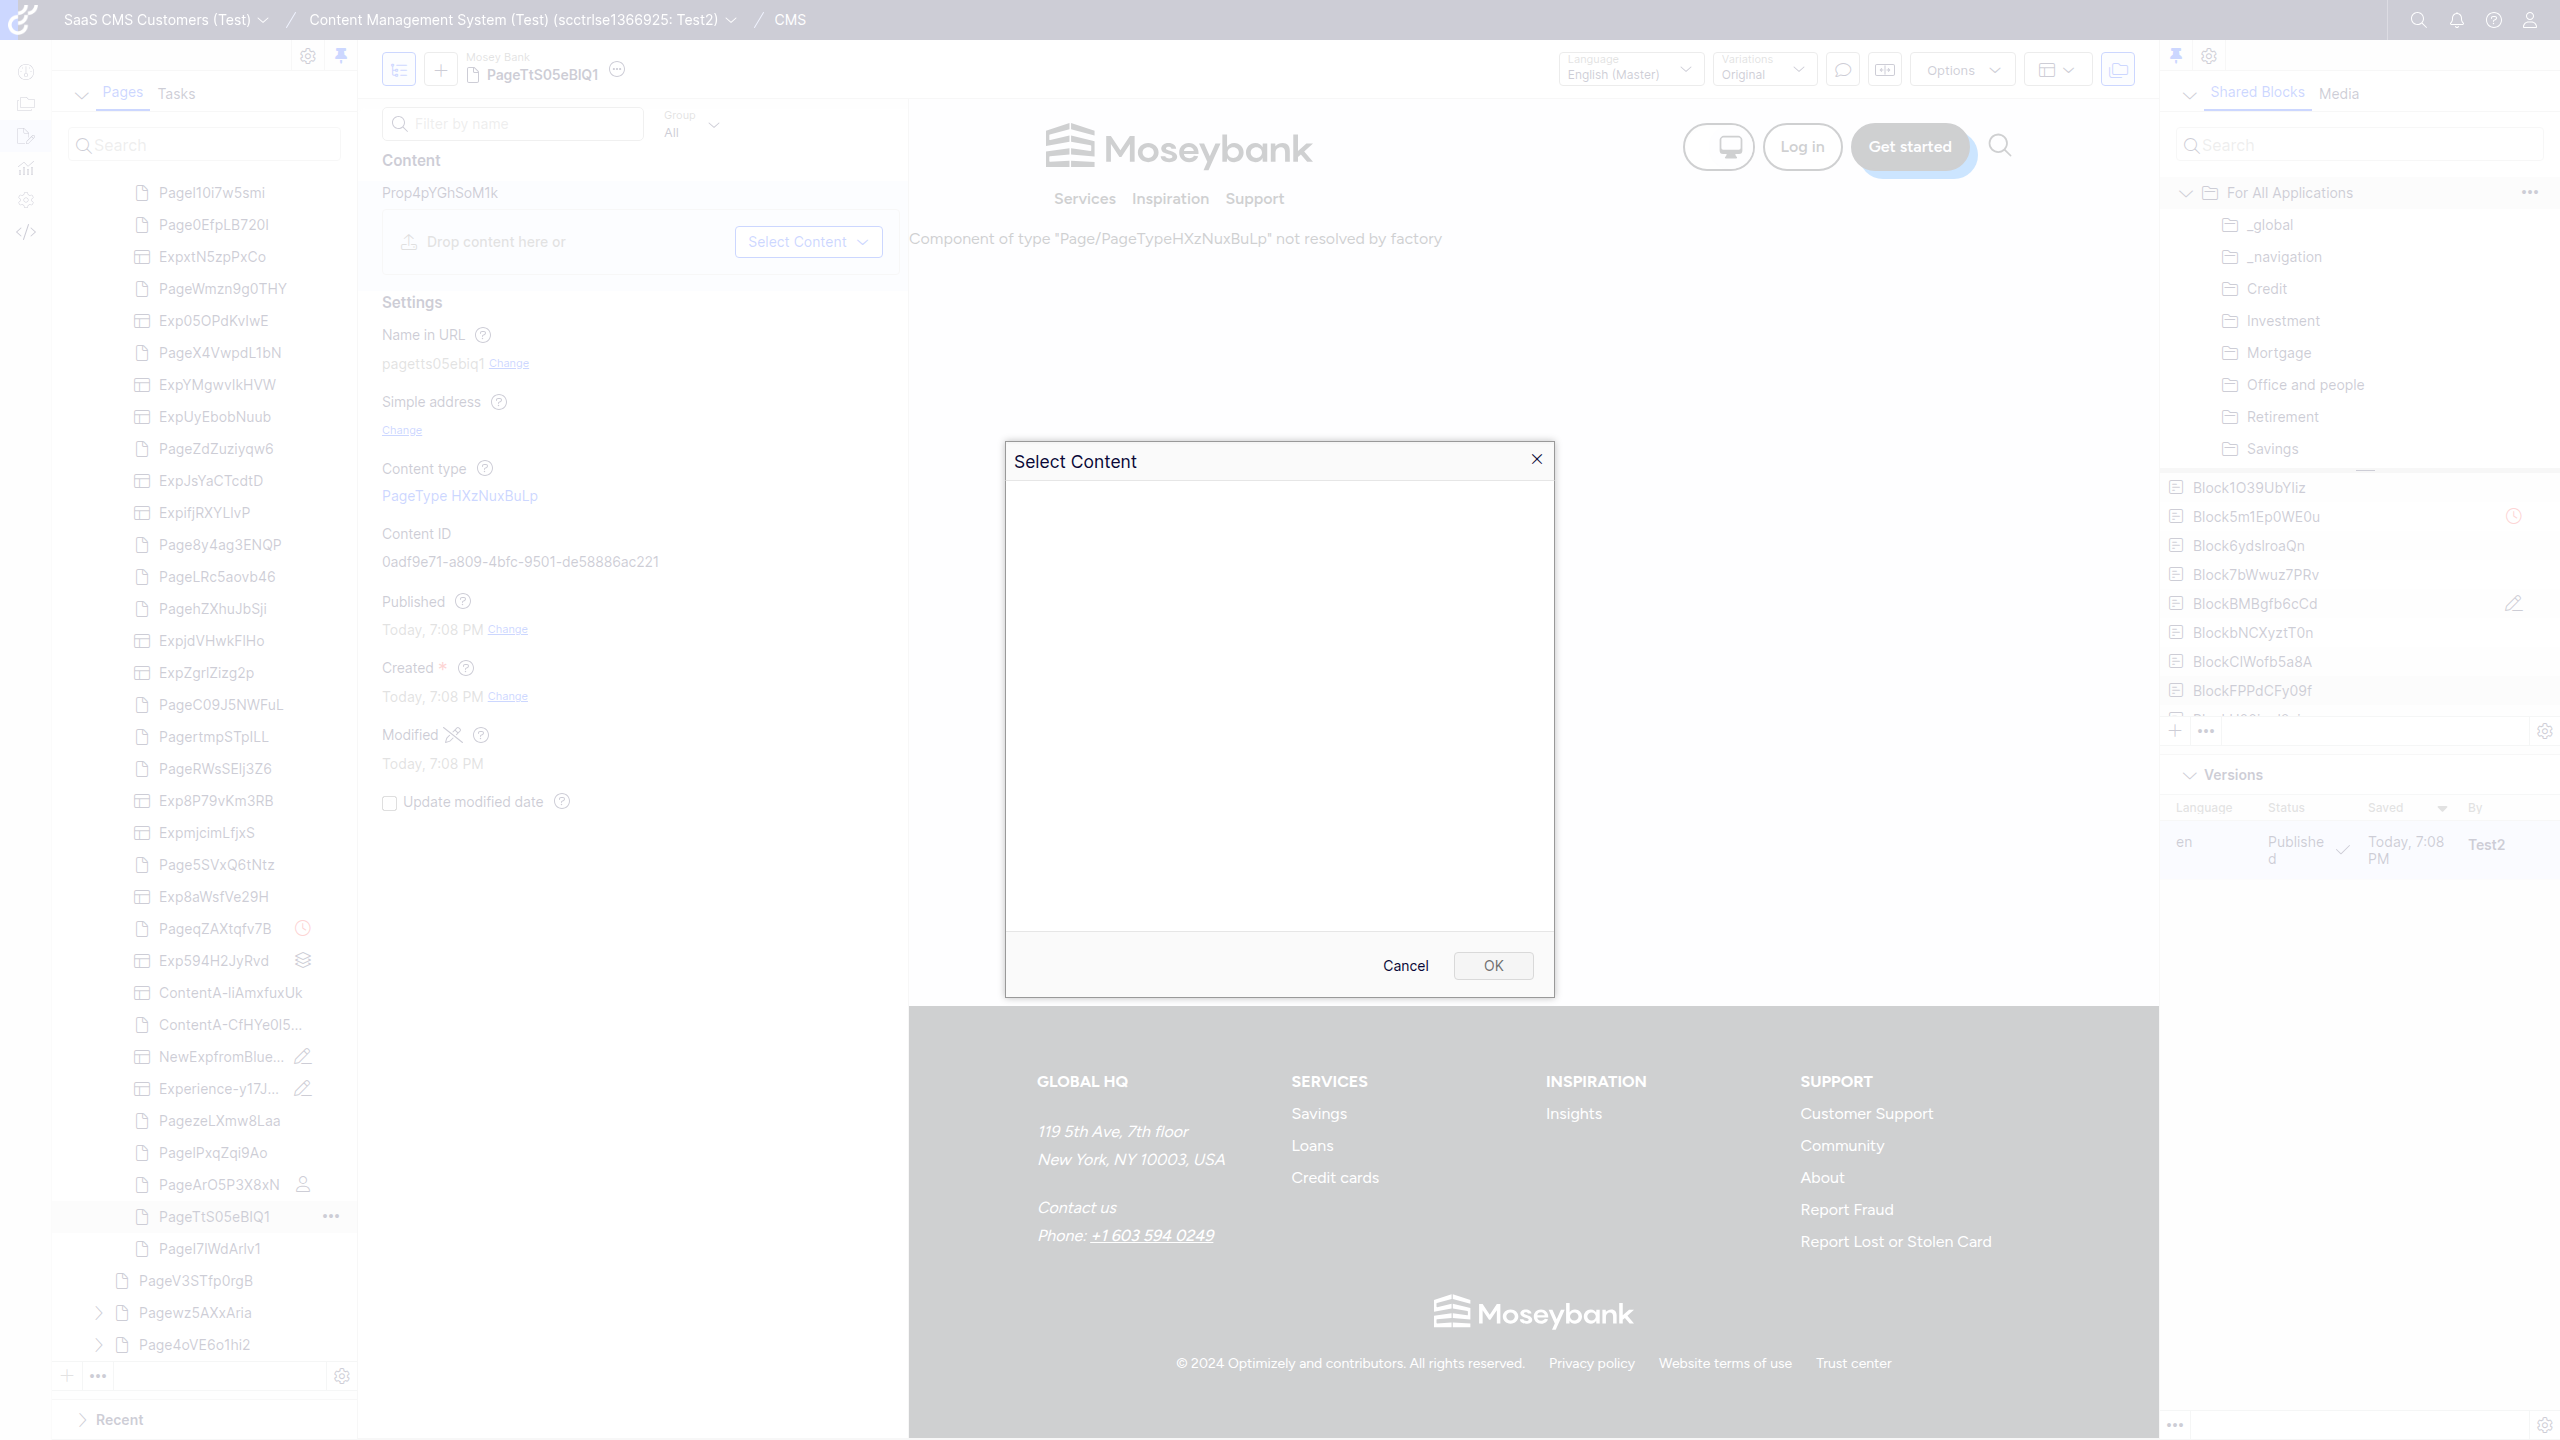 SaaS CMS Customers (Test) / Content Management System (Test) (scctrlse1366925: Test2) / CMS
Pages Tasks
Search
PageI10i7w5smi
Page0EfpLB720I
ExpxtN5zpPxCo
PageWmzn9g0THY
Exp05OPdKvIwE
PageX4VwpdL1bN
ExpYMgwvIkHVW
ExpUyEbobNuub
PageZdZuziyqw6
ExpJsYaCTcdtD
ExpifjRXYLIvP
Page8y4ag3ENQP
PageLRc5aovb46
PagehZXhuJbSji
ExpjdVHwkFlHo
ExpZgrIZizg2p
PageC09J5NWFuL
PagertmpSTpILL
PageRWsSElj3Z6
Exp8P79vKm3RB
ExpmjcimLfjxS
Page5SVxQ6tNtz
Exp8aWsfVe29H
PageqZAXtqfv7B
Exp594H2JyRvd
ContentA-liAmxfuxUk
ContentA-CfHYe0l5...
NewExpfromBlue...
Experience-y17J...
PagezeLXmw8Laa
PageIPxqZqi9Ao
PageArO5P3X8xN
PageTtS05eBIQ1
PageI7lWdArlv1
PageV3STfp0rgB
Pagewz5AXxAria
Page4oVE6o1hi2
Recent
Mosey Bank
PageTtS05eBIQ1
Language
English (Master)
Variations
Original
Options
Filter by name
Group
All
Content
Prop4pYGhSoM1k
Drop content here or
Select Content
Settings
Name in URL
pagetts05ebiq1 Change
Simple address
Change
Content type
PageType HXzNuxBuLp
Content ID
0adf9e71-a809-4bfc-9501-de58886ac221
Published
Today, 7:08 PM Change
Created *
Today, 7:08 PM Change
Modified
Today, 7:08 PM
Update modified date
Moseybank
Log in
Get started
Services Inspiration Support
Component of type "Page/PageTypeHXzNuxBuLp" not resolved by factory
Select Content
Cancel
OK
GLOBAL HQ
119 5th Ave, 7th floor
New York, NY 10003, USA
Contact us
Phone: +1 603 594 0249
SERVICES
Savings
Loans
Credit cards
INSPIRATION
Insights
SUPPORT
Customer Support
Community
About
Report Fraud
Report Lost or Stolen Card
Moseybank
© 2024 Optimizely and contributors. All rights reserved. Privacy policy Website terms of use Trust center
Shared Blocks Media
Search
For All Applications
_global
_navigation
Credit
Investment
Mortgage
Office and people
Retirement
Savings
Block1O39UbYliz
Block5m1Ep0WE0u
Block6ydslroaQn
Block7bWwuz7PRv
BlockBMBgfb6cCd
BlockbNCXyztT0n
BlockClWofb5a8A
BlockFPPdCFy09f
Versions
Language Status Saved By
en Publishe
d Today, 7:08
PM Test2